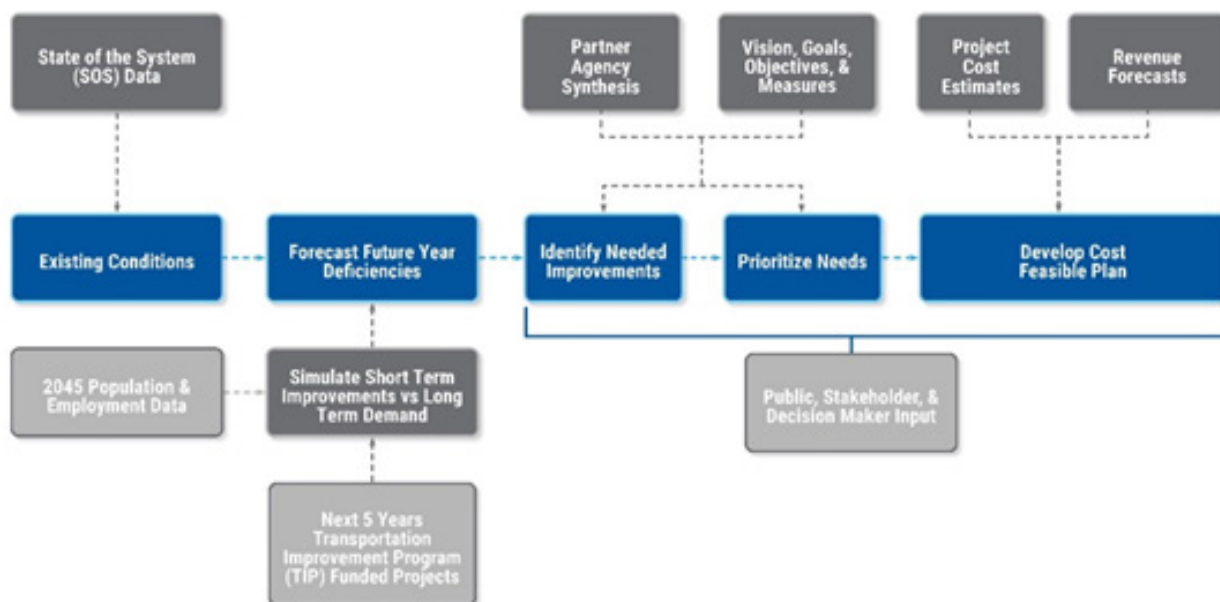 State of the System
(SOS) Data
Partner
Agency
Synthesis
Vision, Goals,
Objectives, &
Measures
Project
Cost
Estimates
Revenue
Forecasts
Existing Conditions
Forecast Future Year
Deficiencies
Identify Needed
Improvements
Prioritize Needs
Develop Cost
Feasible Plan
2045 Population &
Employment Data
Simulate Short Term
Improvements vs Long
Term Demand
Public, Stakeholder, &
Decision Maker Input
Next 5 Years
Transportation
Improvement Program
(TIP) Funded Projects